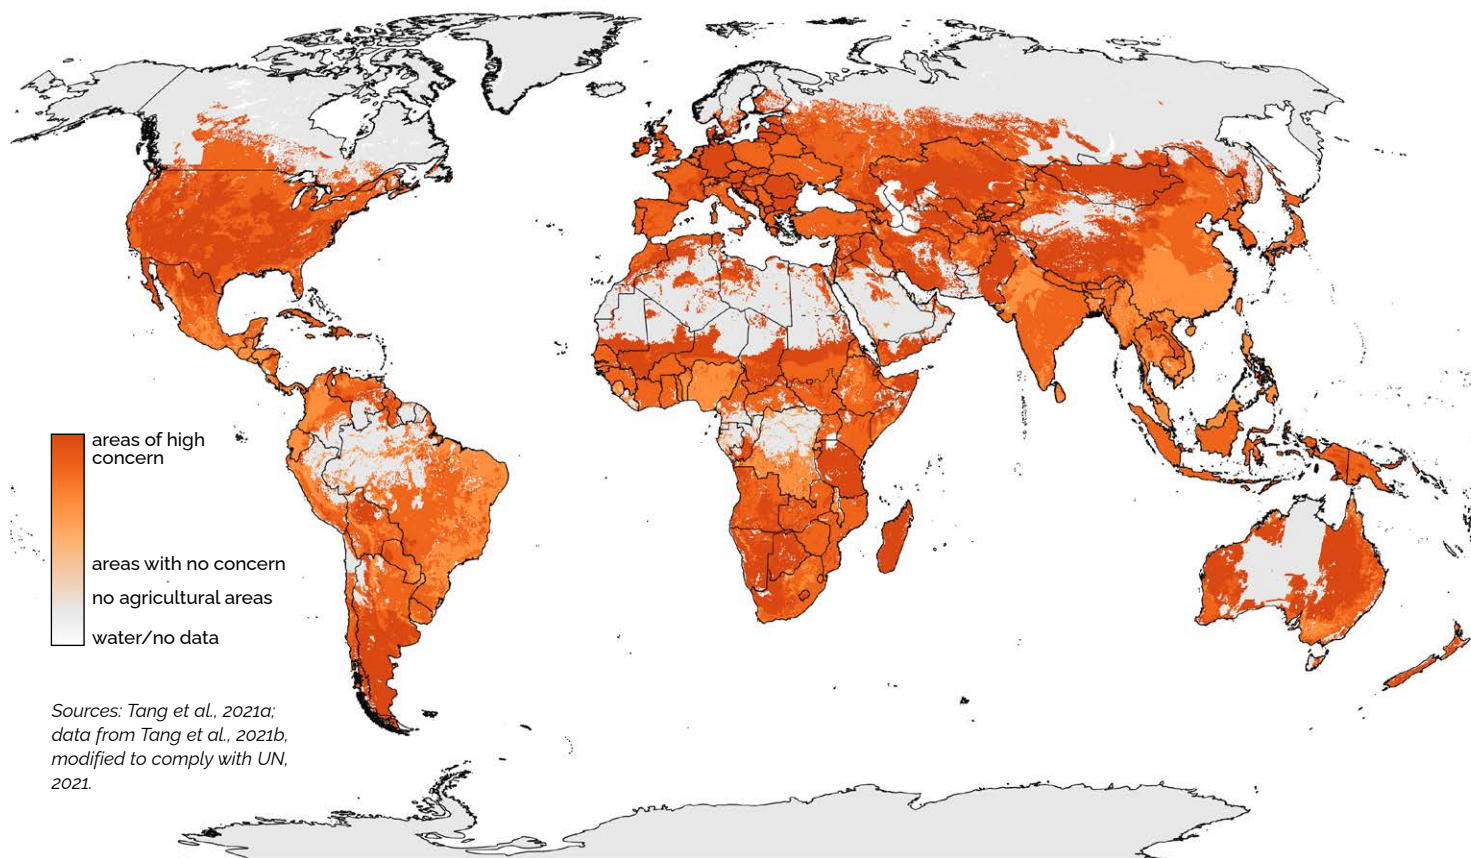 areas of high
concern
areas with no concern
no agricultural areas
water/no data
Sources: Tang et al., 2021a;
data from Tang et al., 2021b,
modified to comply with UN,
2021.